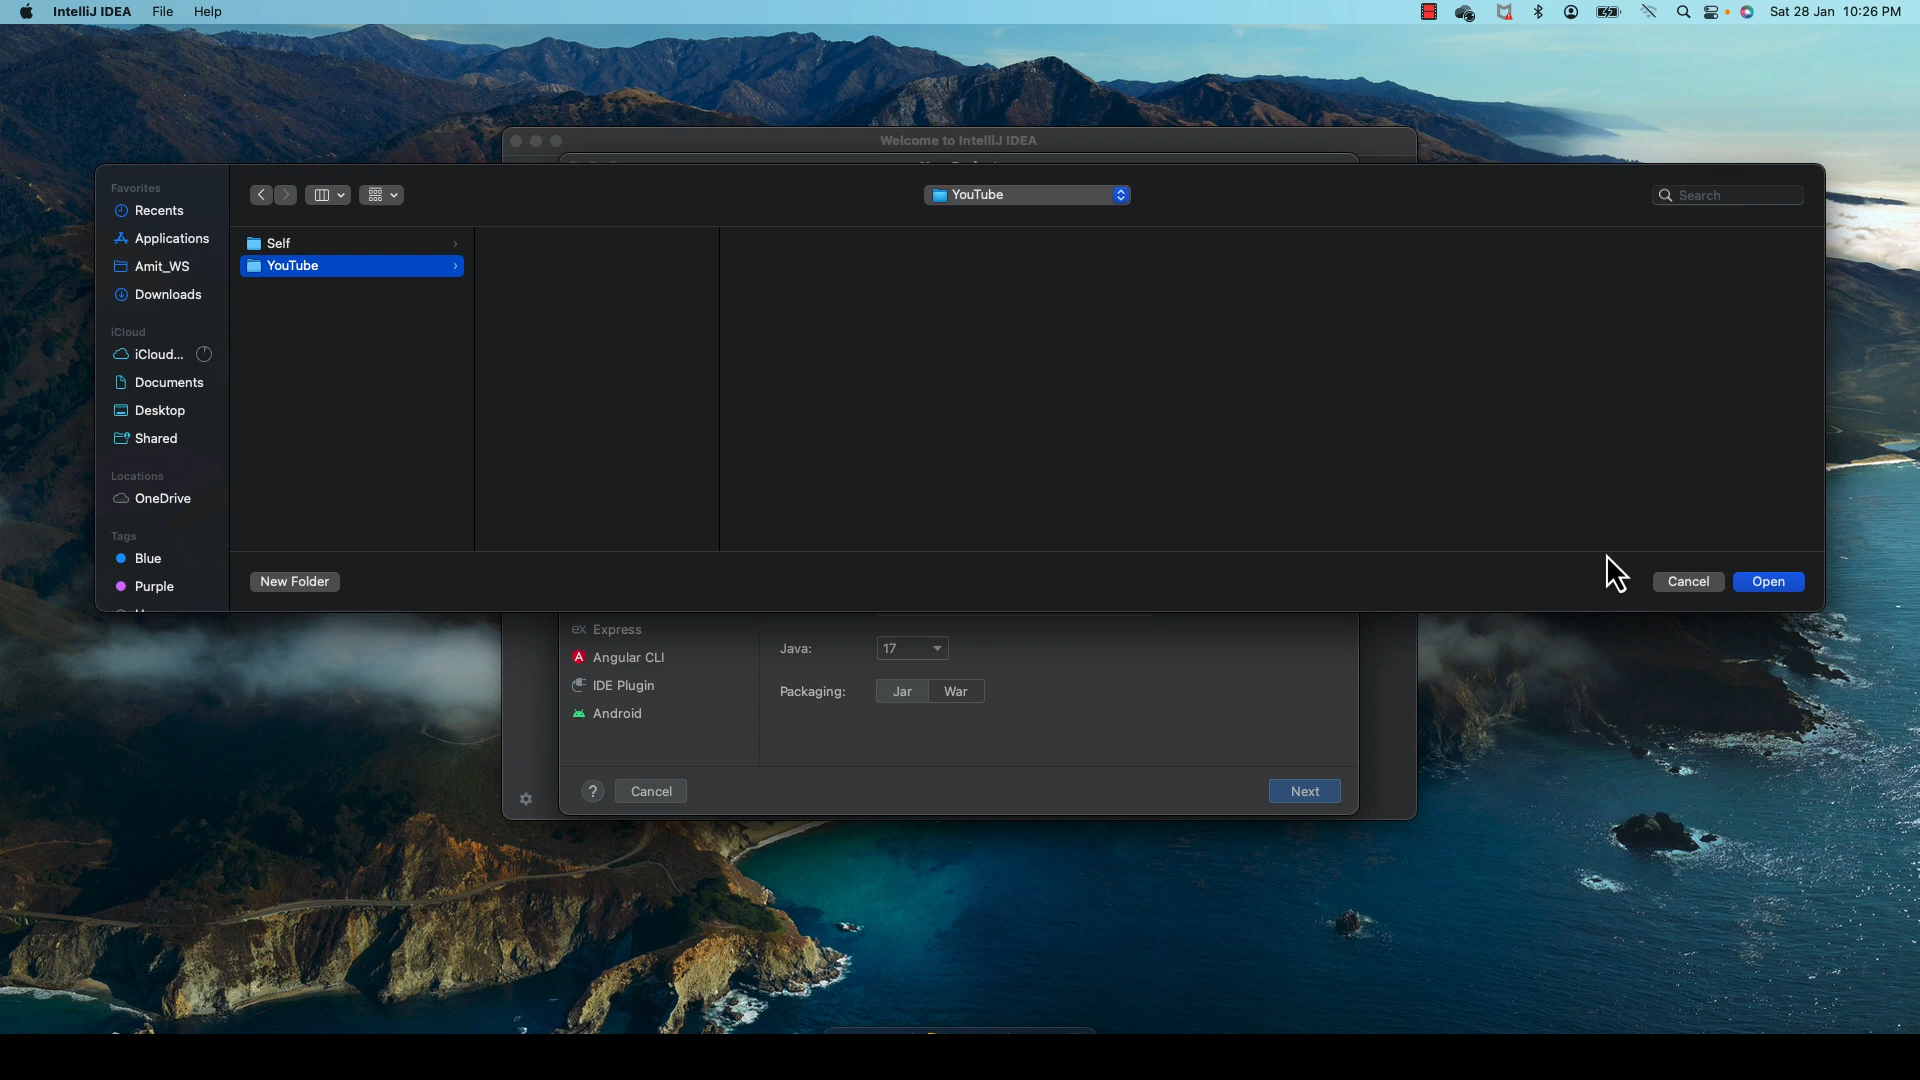 IntelliJ IDEA File Help Sat 28 Jan 10:26 PM
Welcome to IntelliJ IDEA
Favorites
Recents
Applications
Amit_WS
Downloads
iCloud
iCloud...
Documents
Desktop
Shared
Locations
OneDrive
Tags
Blue
Purple
YouTube
Search
Self
YouTube
New Folder
Cancel Open
ex Express
Angular CLI
IDE Plugin
Android
Java: 17
Packaging: Jar War
? Cancel Next